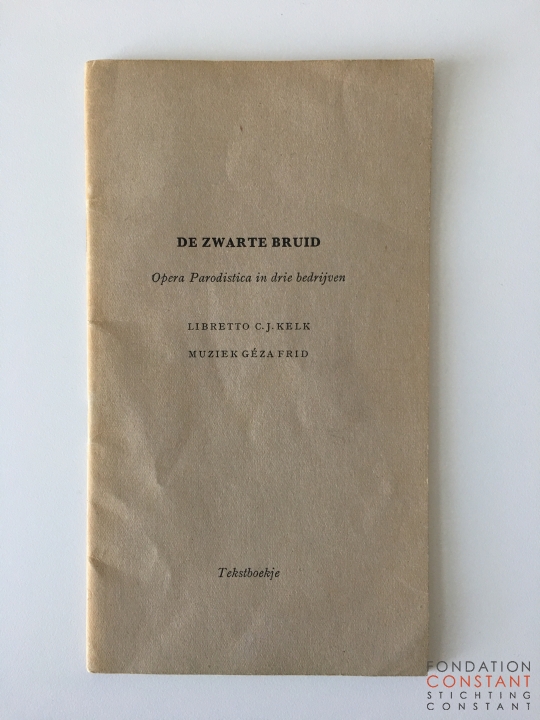 DE ZWARTE BRUID
Opera Parodistica in drie bedrijven
LIBRETTO C.J. KELK
MUZIEK GÉZA FRID
Tekstboekje
FONDATION
CONSTANT
STICHTING
CONSTANT